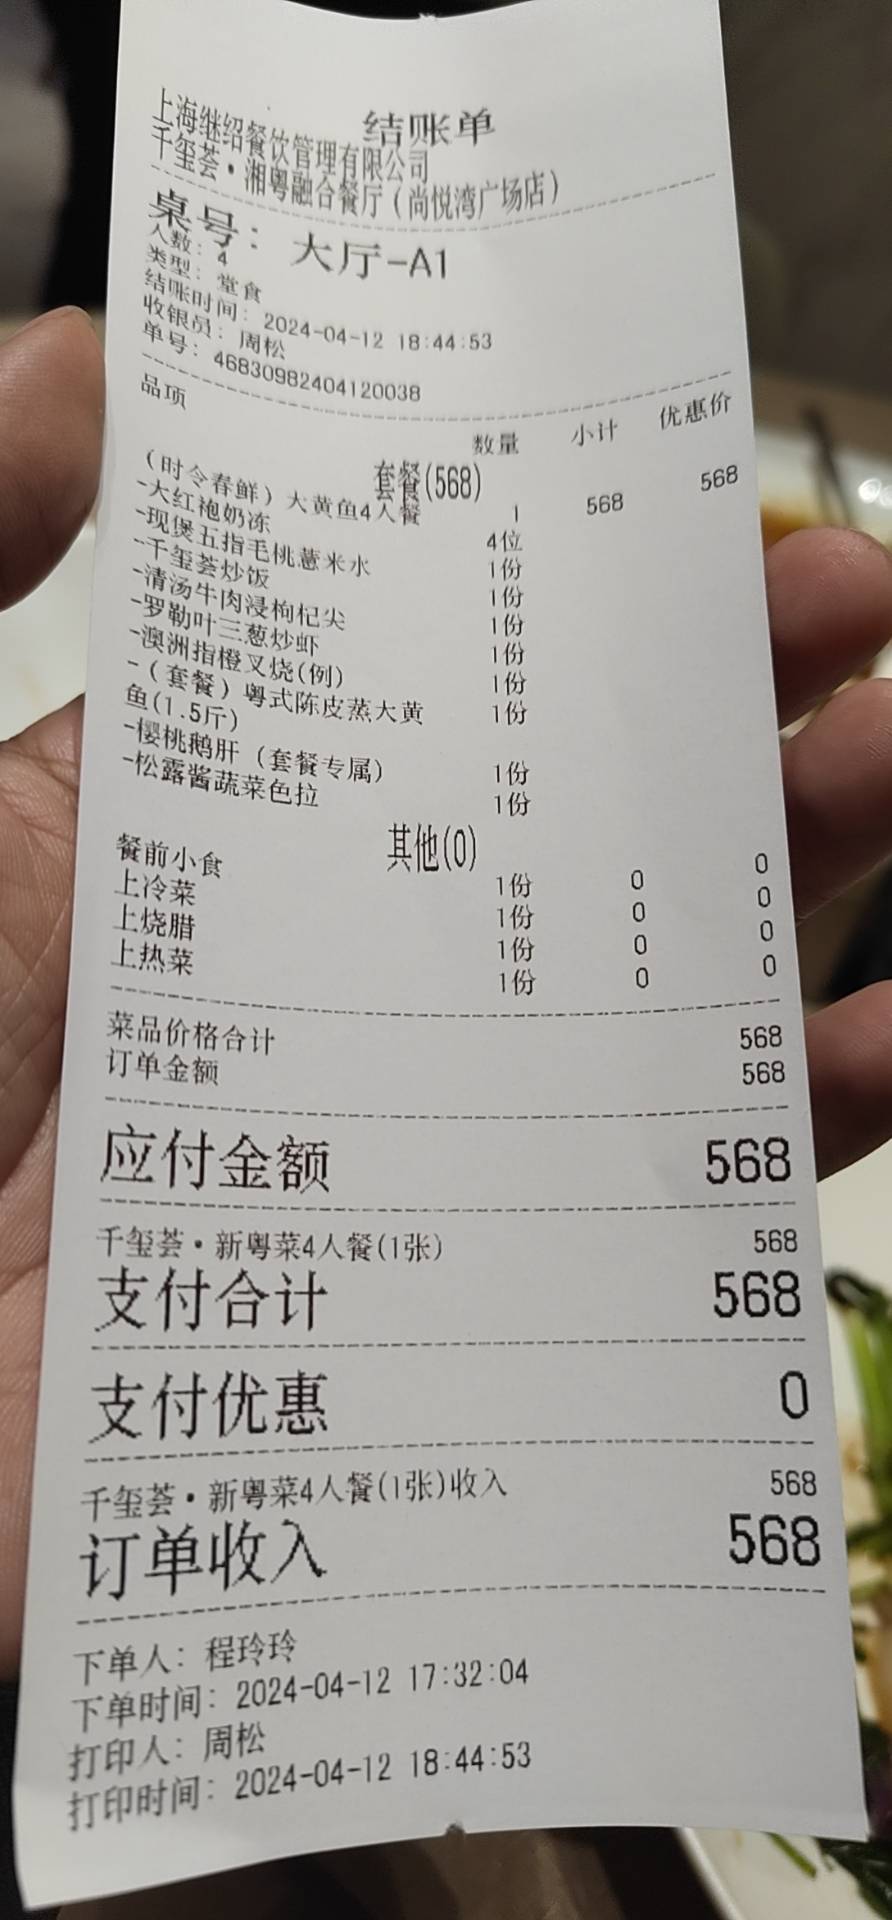 结账单
上海继绍餐饮管理有限公司
千玺荟·湘粤融合餐厅(尚悦湾广场店)
桌号: 大厅-A1
人数: 4
类型: 堂食
结账时间: 2024-04-12 18:44:53
收银员: 周松
单号: 46830982404120038
品项 数量 小计 优惠价
套餐(568)
(时令春鲜)大黄鱼4人餐 1 568 568
-大红袍奶冻 4位
-现煲五指毛桃薏米水 1份
-千玺荟炒饭 1份
-清汤牛肉浸枸杞尖 1份
-罗勒叶三葱炒虾 1份
-澳洲指橙叉烧(例) 1份
-(套餐)粤式陈皮蒸大黄 1份
鱼(1.5斤)
-樱桃鹅肝(套餐专属) 1份
-松露酱蔬菜色拉 1份
其他(0)
餐前小食 1份 0 0
上冷菜 1份 0 0
上烧腊 1份 0 0
上热菜 1份 0 0
菜品价格合计 568
订单金额 568
应付金额 568
千玺荟·新粤菜4人餐(1张) 568
支付合计 568
支付优惠 0
千玺荟·新粤菜4人餐(1张)收入 568
订单收入 568
下单人: 程玲玲
下单时间: 2024-04-12 17:32:04
打印人: 周松
打印时间: 2024-04-12 18:44:53